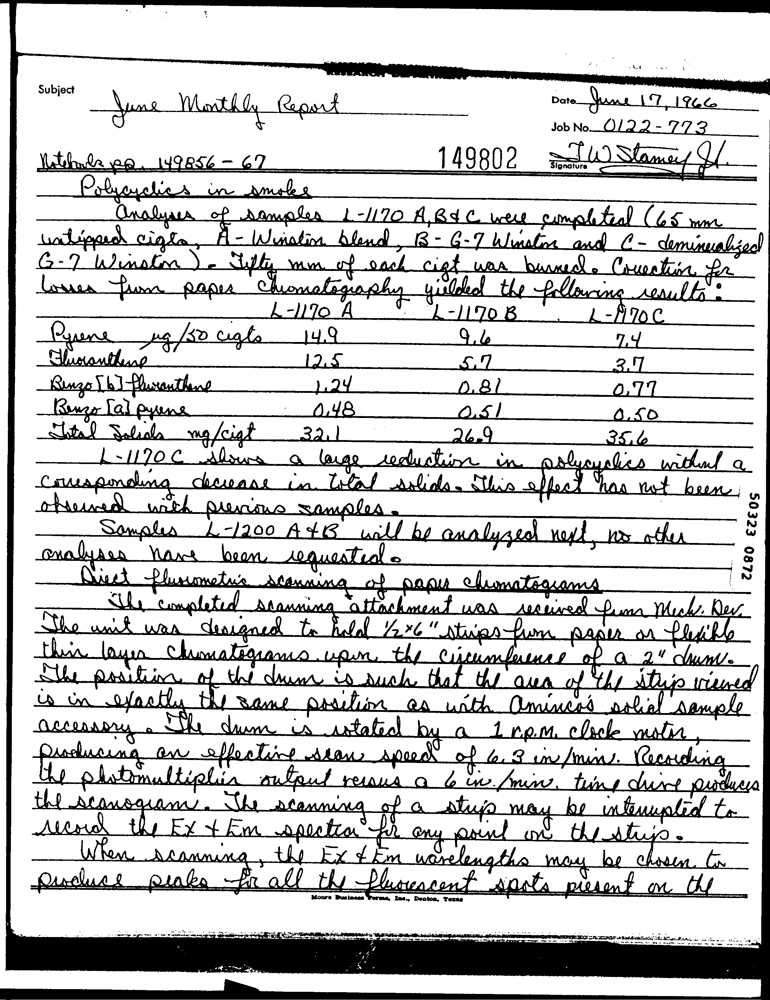 RESEARCH DEPARTMENT
Subject June Monthly Report
Date June 17, 1966
Job No. 0122-773
Notebooks pp. 149856-67
149802
Signature J W Stamey Jr.
Polycyclics in smoke
Analyses of samples L-1170 A, B & C were completed (65 mm
untipped cigts, A - Winston blend, B - G-7 Winston and C - demineralized
G-7 Winston). Fifty mm of each cigt was burned. Correction for
losses from paper chromatography yielded the following results:
L-1170 A L-1170 B L-1170 C
Pyrene µg/50 cigts 14.9 9.6 7.4
Fluoranthene 12.5 5.7 3.7
Benzo [b] fluoranthene 1.24 0.81 0.77
Benzo [a] pyrene 0.48 0.51 0.50
Total Solids mg/cigt 32.1 26.9 35.6
L-1170 C shows a large reduction in polycyclics without a
corresponding decrease in total solids. This effect has not been
observed with previous samples.
Samples L-1200 A + B will be analyzed next, no other
analyses have been requested.
Direct fluorometric scanning of paper chromatograms
The completed scanning attachment was received from Mech. Dev.
The unit was designed to hold 1/2 x 6" strips from paper or flexible
thin layer chromatograms upon the circumference of a 2" drum.
The position of the drum is such that the area of the strip viewed
is in exactly the same position as with Aminco's solid sample
accessory. The drum is rotated by a 1 r.p.m. clock motor,
producing an effective scan speed of 6.3 in/min. Recording
the photomultiplier output versus a 6 in./min. time drive produces
the scanogram. The scanning of a strip may be interrupted to
record the Ex + Em spectra for any point on the strip.
When scanning, the Ex + Em wavelengths may be chosen to
produce peaks for all the fluorescent spots present on the
Moore Business Forms, Inc., Denton, Texas
50323 0872